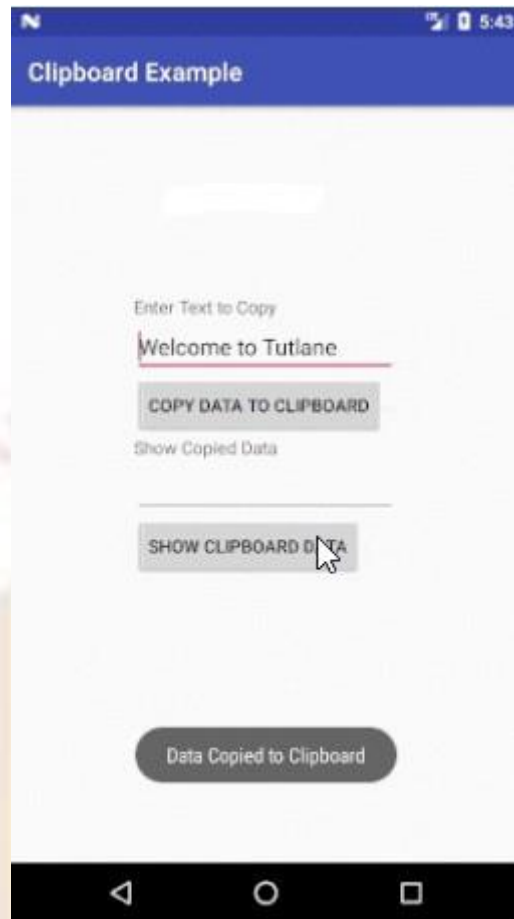 5:43
Clipboard Example
Enter Text to Copy
Welcome to Tutlane
COPY DATA TO CLIPBOARD
Show Copied Data
SHOW CLIPBOARD DATA
Data Copied to Clipboard